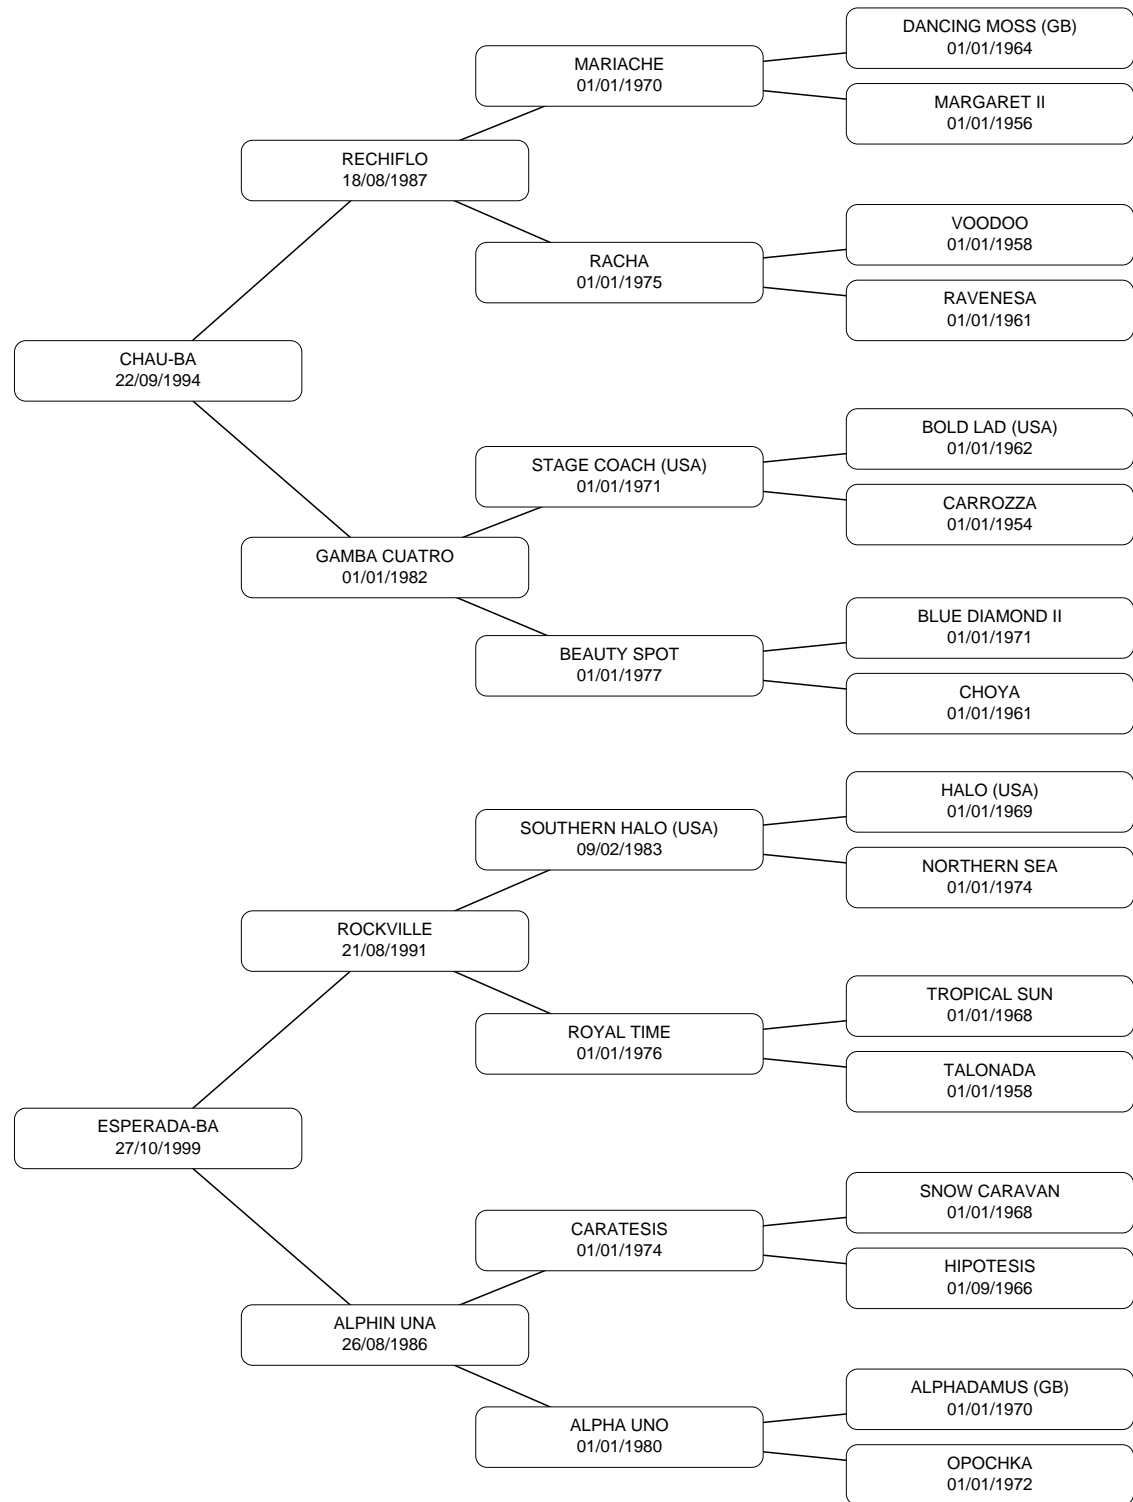 DANCING MOSS (GB)
01/01/1964
MARIACHE
01/01/1970
MARGARET II
01/01/1956
RECHIFLO
18/08/1987
VOODOO
01/01/1958
RACHA
01/01/1975
RAVENESA
01/01/1961
CHAU-BA
22/09/1994
BOLD LAD (USA)
01/01/1962
STAGE COACH (USA)
01/01/1971
CARROZZA
01/01/1954
GAMBA CUATRO
01/01/1982
BLUE DIAMOND II
01/01/1971
BEAUTY SPOT
01/01/1977
CHOYA
01/01/1961
HALO (USA)
01/01/1969
SOUTHERN HALO (USA)
09/02/1983
NORTHERN SEA
01/01/1974
ROCKVILLE
21/08/1991
TROPICAL SUN
01/01/1968
ROYAL TIME
01/01/1976
TALONADA
01/01/1958
ESPERADA-BA
27/10/1999
SNOW CARAVAN
01/01/1968
CARATESIS
01/01/1974
HIPOTESIS
01/09/1966
ALPHIN UNA
26/08/1986
ALPHADAMUS (GB)
01/01/1970
ALPHA UNO
01/01/1980
OPOCHKA
01/01/1972